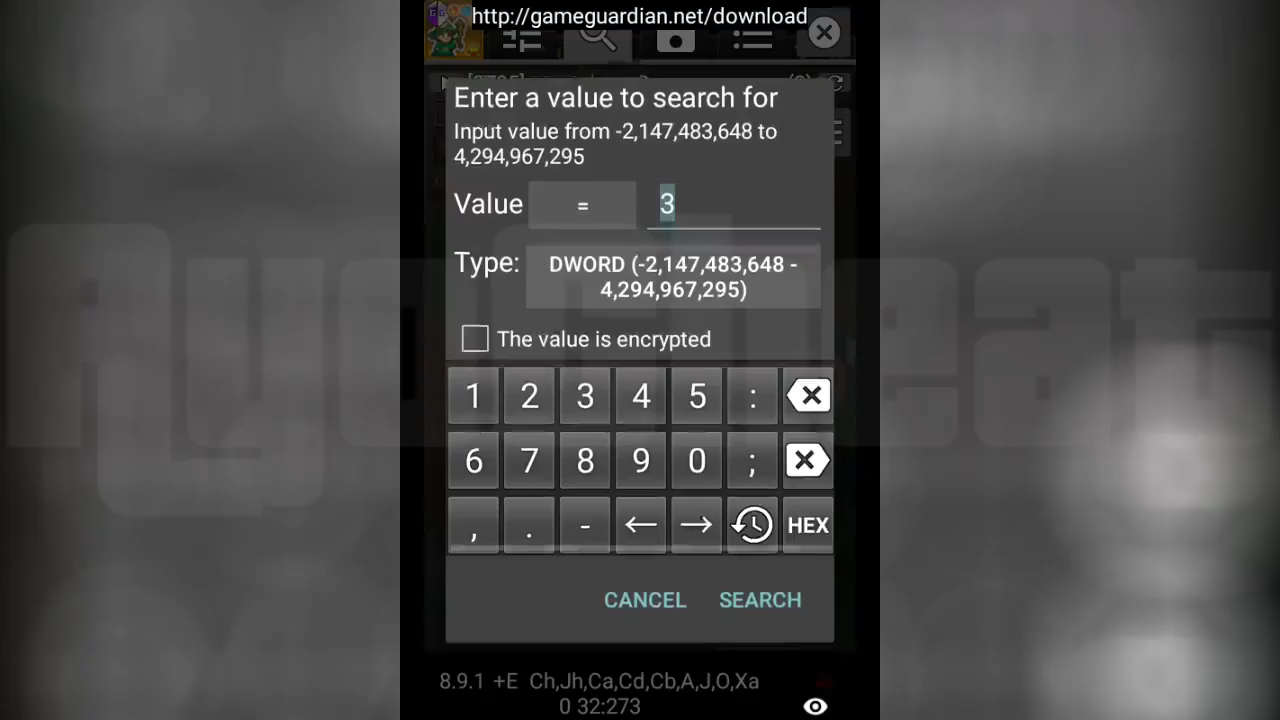 http://gameguardian.net/download
Enter a value to search for
Input value from -2,147,483,648 to
4,294,967,295
Value = 3
Type: DWORD (-2,147,483,648 -
4,294,967,295)
The value is encrypted
1 2 3 4 5 :
6 7 8 9 0 ;
, . - ← → HEX
CANCEL SEARCH
8.9.1 +E Ch,Jh,Ca,Cd,Cb,A,J,O,Xa
0 32:273
RyoCheat